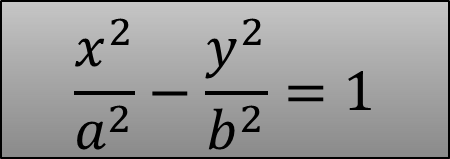 x²/a² − y²/b² = 1